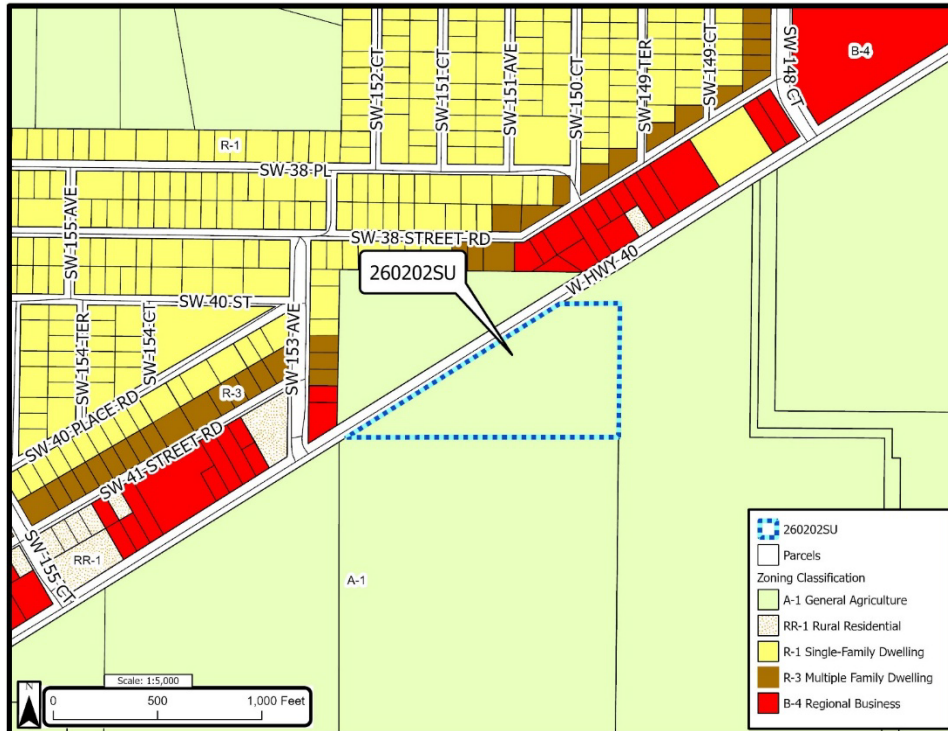 SW-152-CT
SW-151-CT
SW-151-AVE
SW-150-CT
SW-149-TER
SW-149-CT
SW-148-CT
B-4
R-1
SW-38-PL
SW-155-AVE
SW-38-STREET-RD
W-HWY-40
260202SU
SW-40-ST
SW-154-TER
SW-154-CT
SW-153-AVE
R-3
SW-40-PLACE-RD
SW-41-STREET-RD
SW-155-CT
RR-1
A-1
260202SU
Parcels
Zoning Classification
A-1 General Agriculture
RR-1 Rural Residential
R-1 Single-Family Dwelling
R-3 Multiple Family Dwelling
B-4 Regional Business
N
Scale: 1:5,000
0 500 1,000 Feet